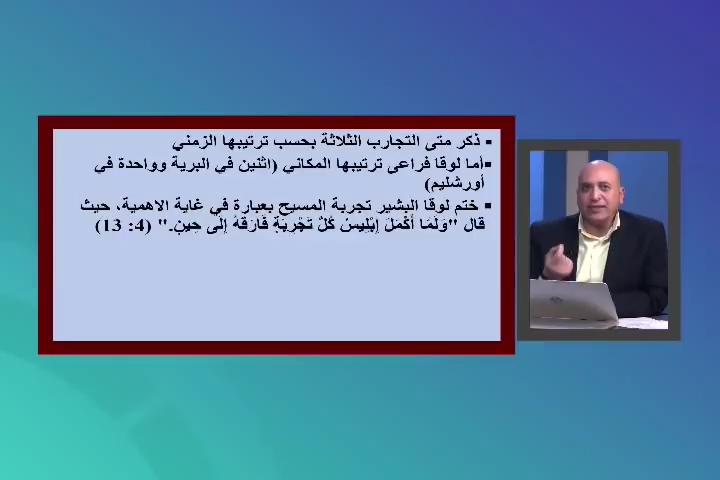 ▪ ذكر متى التجارب الثلاثة بحسب ترتيبها الزمني
▪أما لوقا فراعى ترتيبها المكاني (اثنين في البرية وواحدة في
أورشليم)
▪ ختم لوقا البشير تجربة المسيح بعبارة في غاية الاهمية، حيث
قال "وَلَمَا أَكْمَلَ إِبْلِيسُ كُلَّ تَجْرِبَةٍ فَارَقَهُ إِلَى حِينٍ." (4: 13)